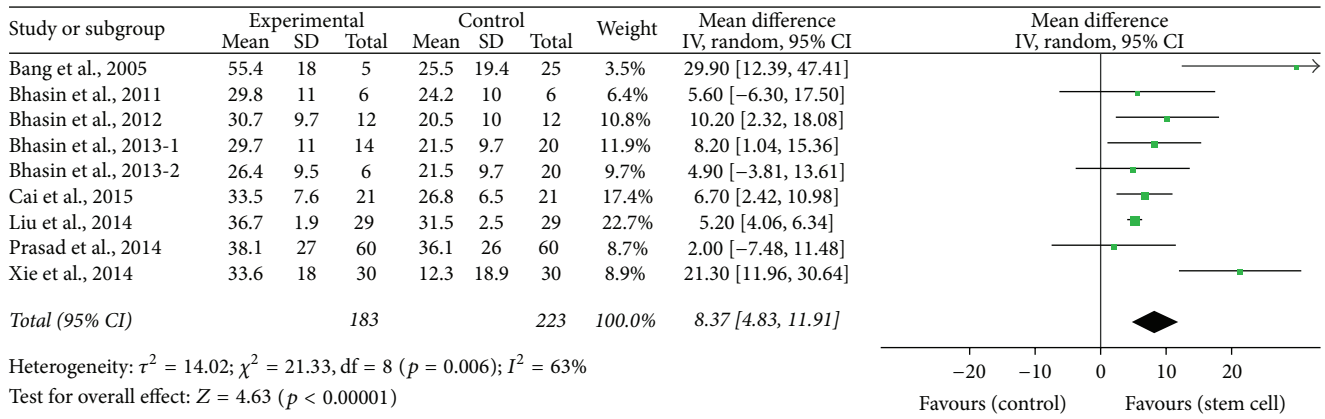 Study or subgroup Experimental Control Weight Mean difference Mean difference
Mean SD Total Mean SD Total IV, random, 95% CI IV, random, 95% CI
Bang et al., 2005 55.4 18 5 25.5 19.4 25 3.5% 29.90 [12.39, 47.41]
Bhasin et al., 2011 29.8 11 6 24.2 10 6 6.4% 5.60 [−6.30, 17.50]
Bhasin et al., 2012 30.7 9.7 12 20.5 10 12 10.8% 10.20 [2.32, 18.08]
Bhasin et al., 2013-1 29.7 11 14 21.5 9.7 20 11.9% 8.20 [1.04, 15.36]
Bhasin et al., 2013-2 26.4 9.5 6 21.5 9.7 20 9.7% 4.90 [−3.81, 13.61]
Cai et al., 2015 33.5 7.6 21 26.8 6.5 21 17.4% 6.70 [2.42, 10.98]
Liu et al., 2014 36.7 1.9 29 31.5 2.5 29 22.7% 5.20 [4.06, 6.34]
Prasad et al., 2014 38.1 27 60 36.1 26 60 8.7% 2.00 [−7.48, 11.48]
Xie et al., 2014 33.6 18 30 12.3 18.9 30 8.9% 21.30 [11.96, 30.64]
Total (95% CI) 183 223 100.0% 8.37 [4.83, 11.91]
Heterogeneity: τ² = 14.02; χ² = 21.33, df = 8 (p = 0.006); I² = 63%
Test for overall effect: Z = 4.63 (p < 0.00001)
−20 −10 0 10 20
Favours (control) Favours (stem cell)